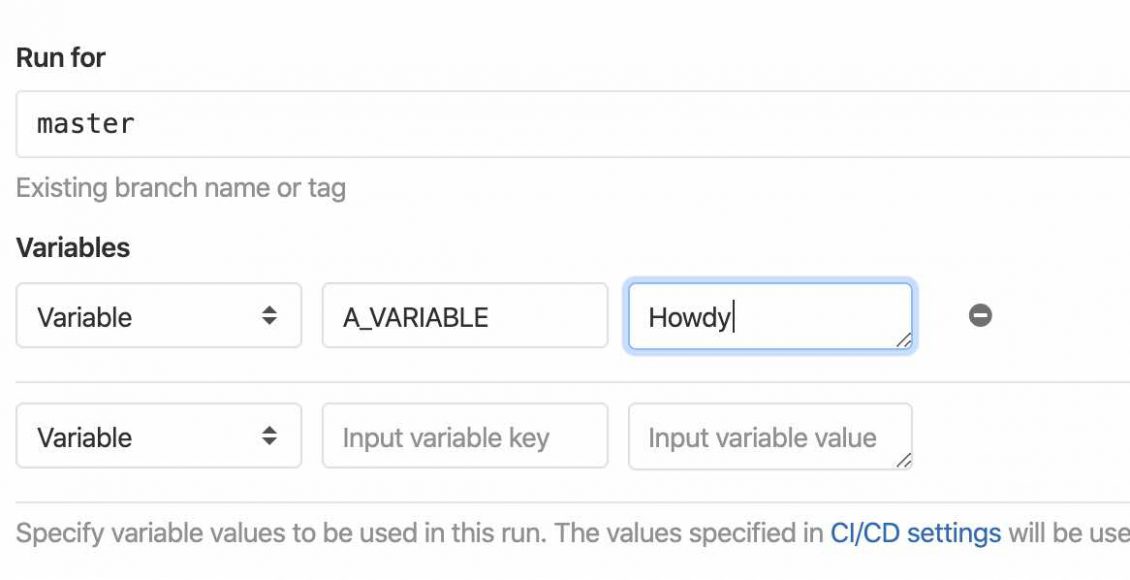 Run for
master
Existing branch name or tag
Variables
Variable A_VARIABLE Howdy
Variable Input variable key Input variable value
Specify variable values to be used in this run. The values specified in CI/CD settings will be